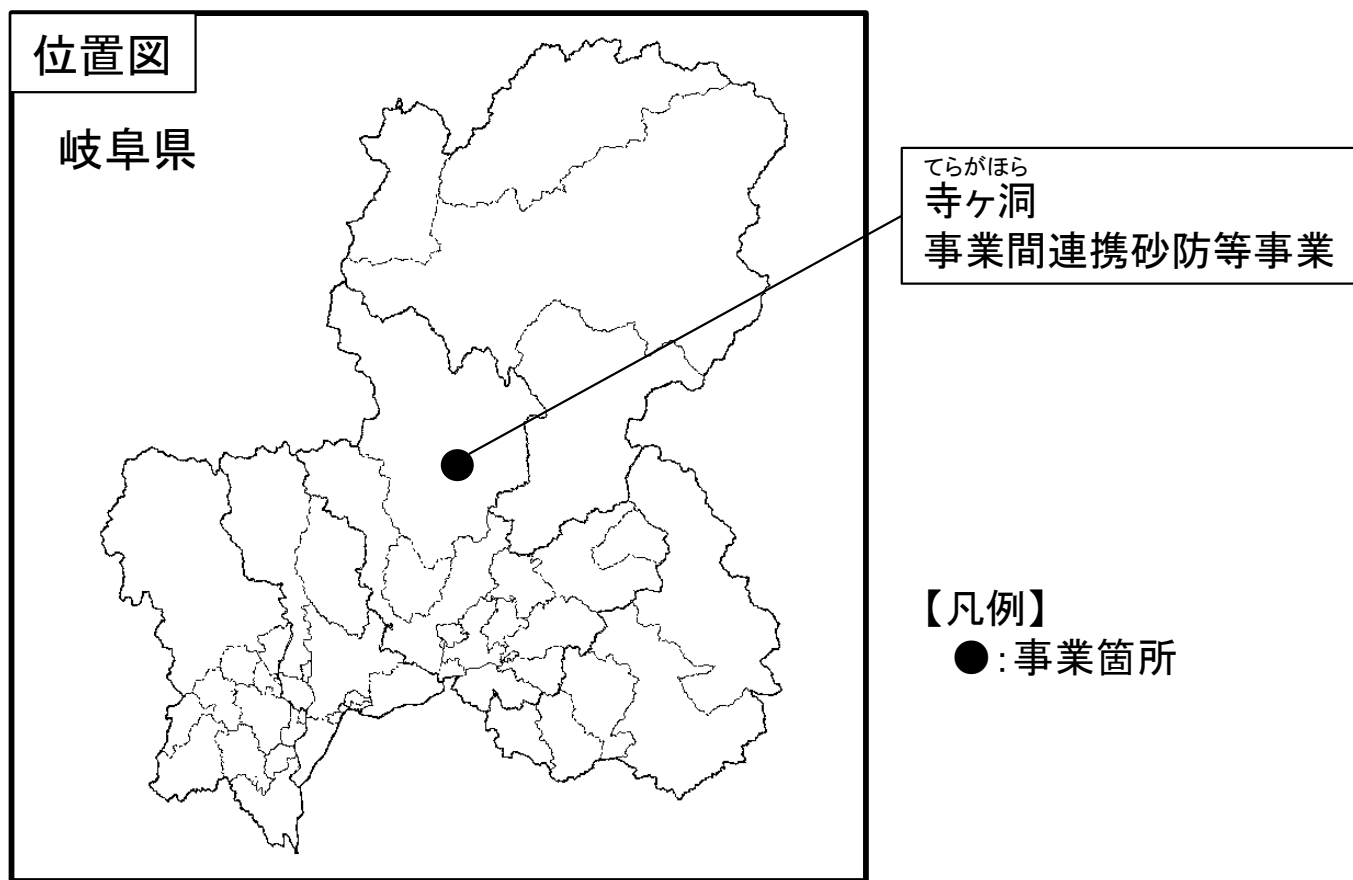 位置図
岐阜県
てらがほら
寺ヶ洞
事業間連携砂防等事業
【凡例】
●:事業箇所